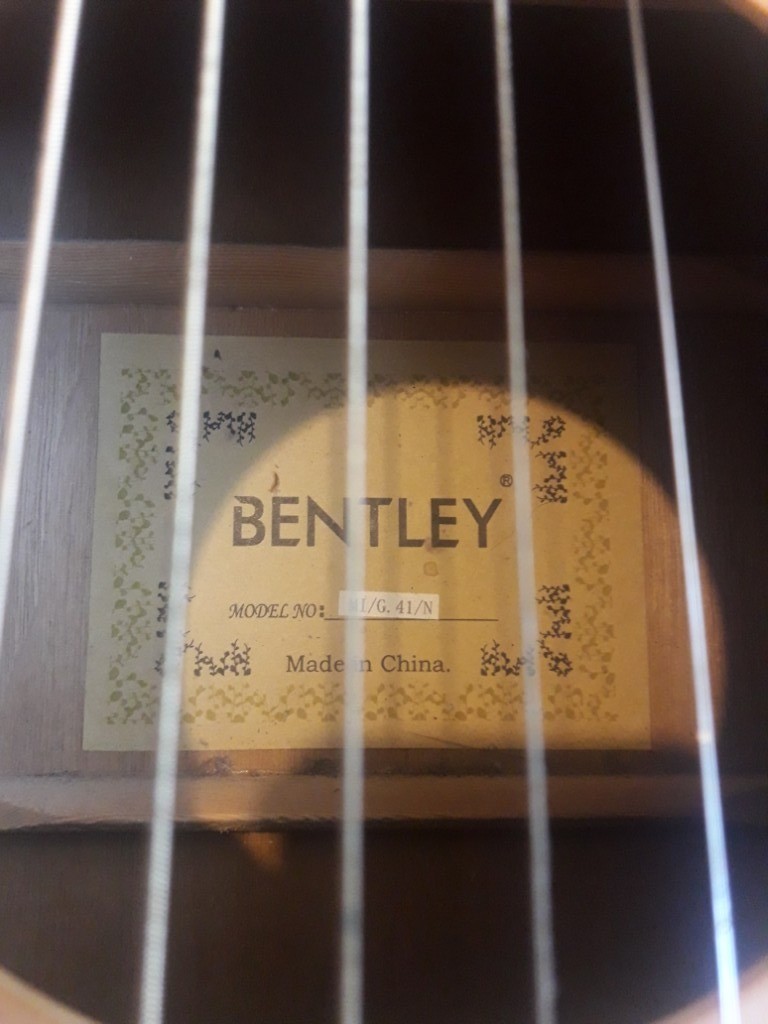 BENTLEY®
MODEL NO: MI/G.41/N
Made in China.